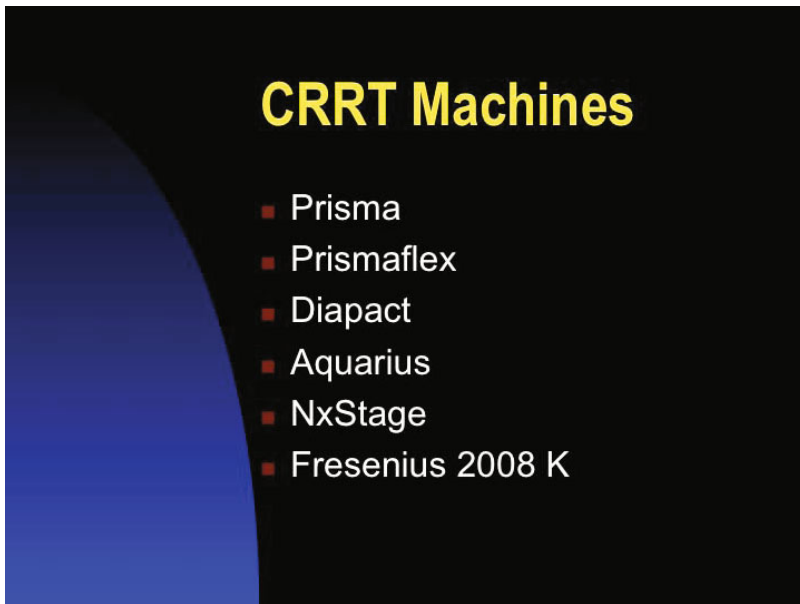 CRRT Machines
Prisma
Prismaflex
Diapact
Aquarius
NxStage
Fresenius 2008 K